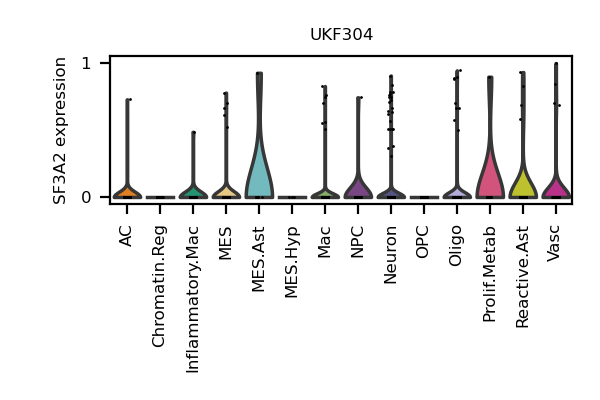 UKF304
SF3A2 expression
1
0
AC
Chromatin.Reg
Inflammatory.Mac
MES
MES.Ast
MES.Hyp
Mac
NPC
Neuron
OPC
Oligo
Prolif.Metab
Reactive.Ast
Vasc